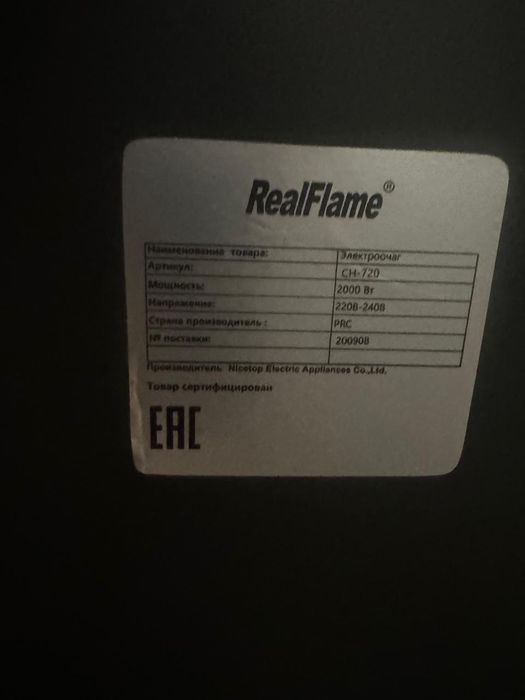 RealFlame®
Наименование товара: Электроочаг
Артикул: CH-720
Мощность: 2000 Вт
Напряжение: 220В-240В
Страна производитель : PRC
№ поставки: 200908
Производитель Nicetop Electric Appliances Co.,Ltd.
Товар сертифицирован
EAC